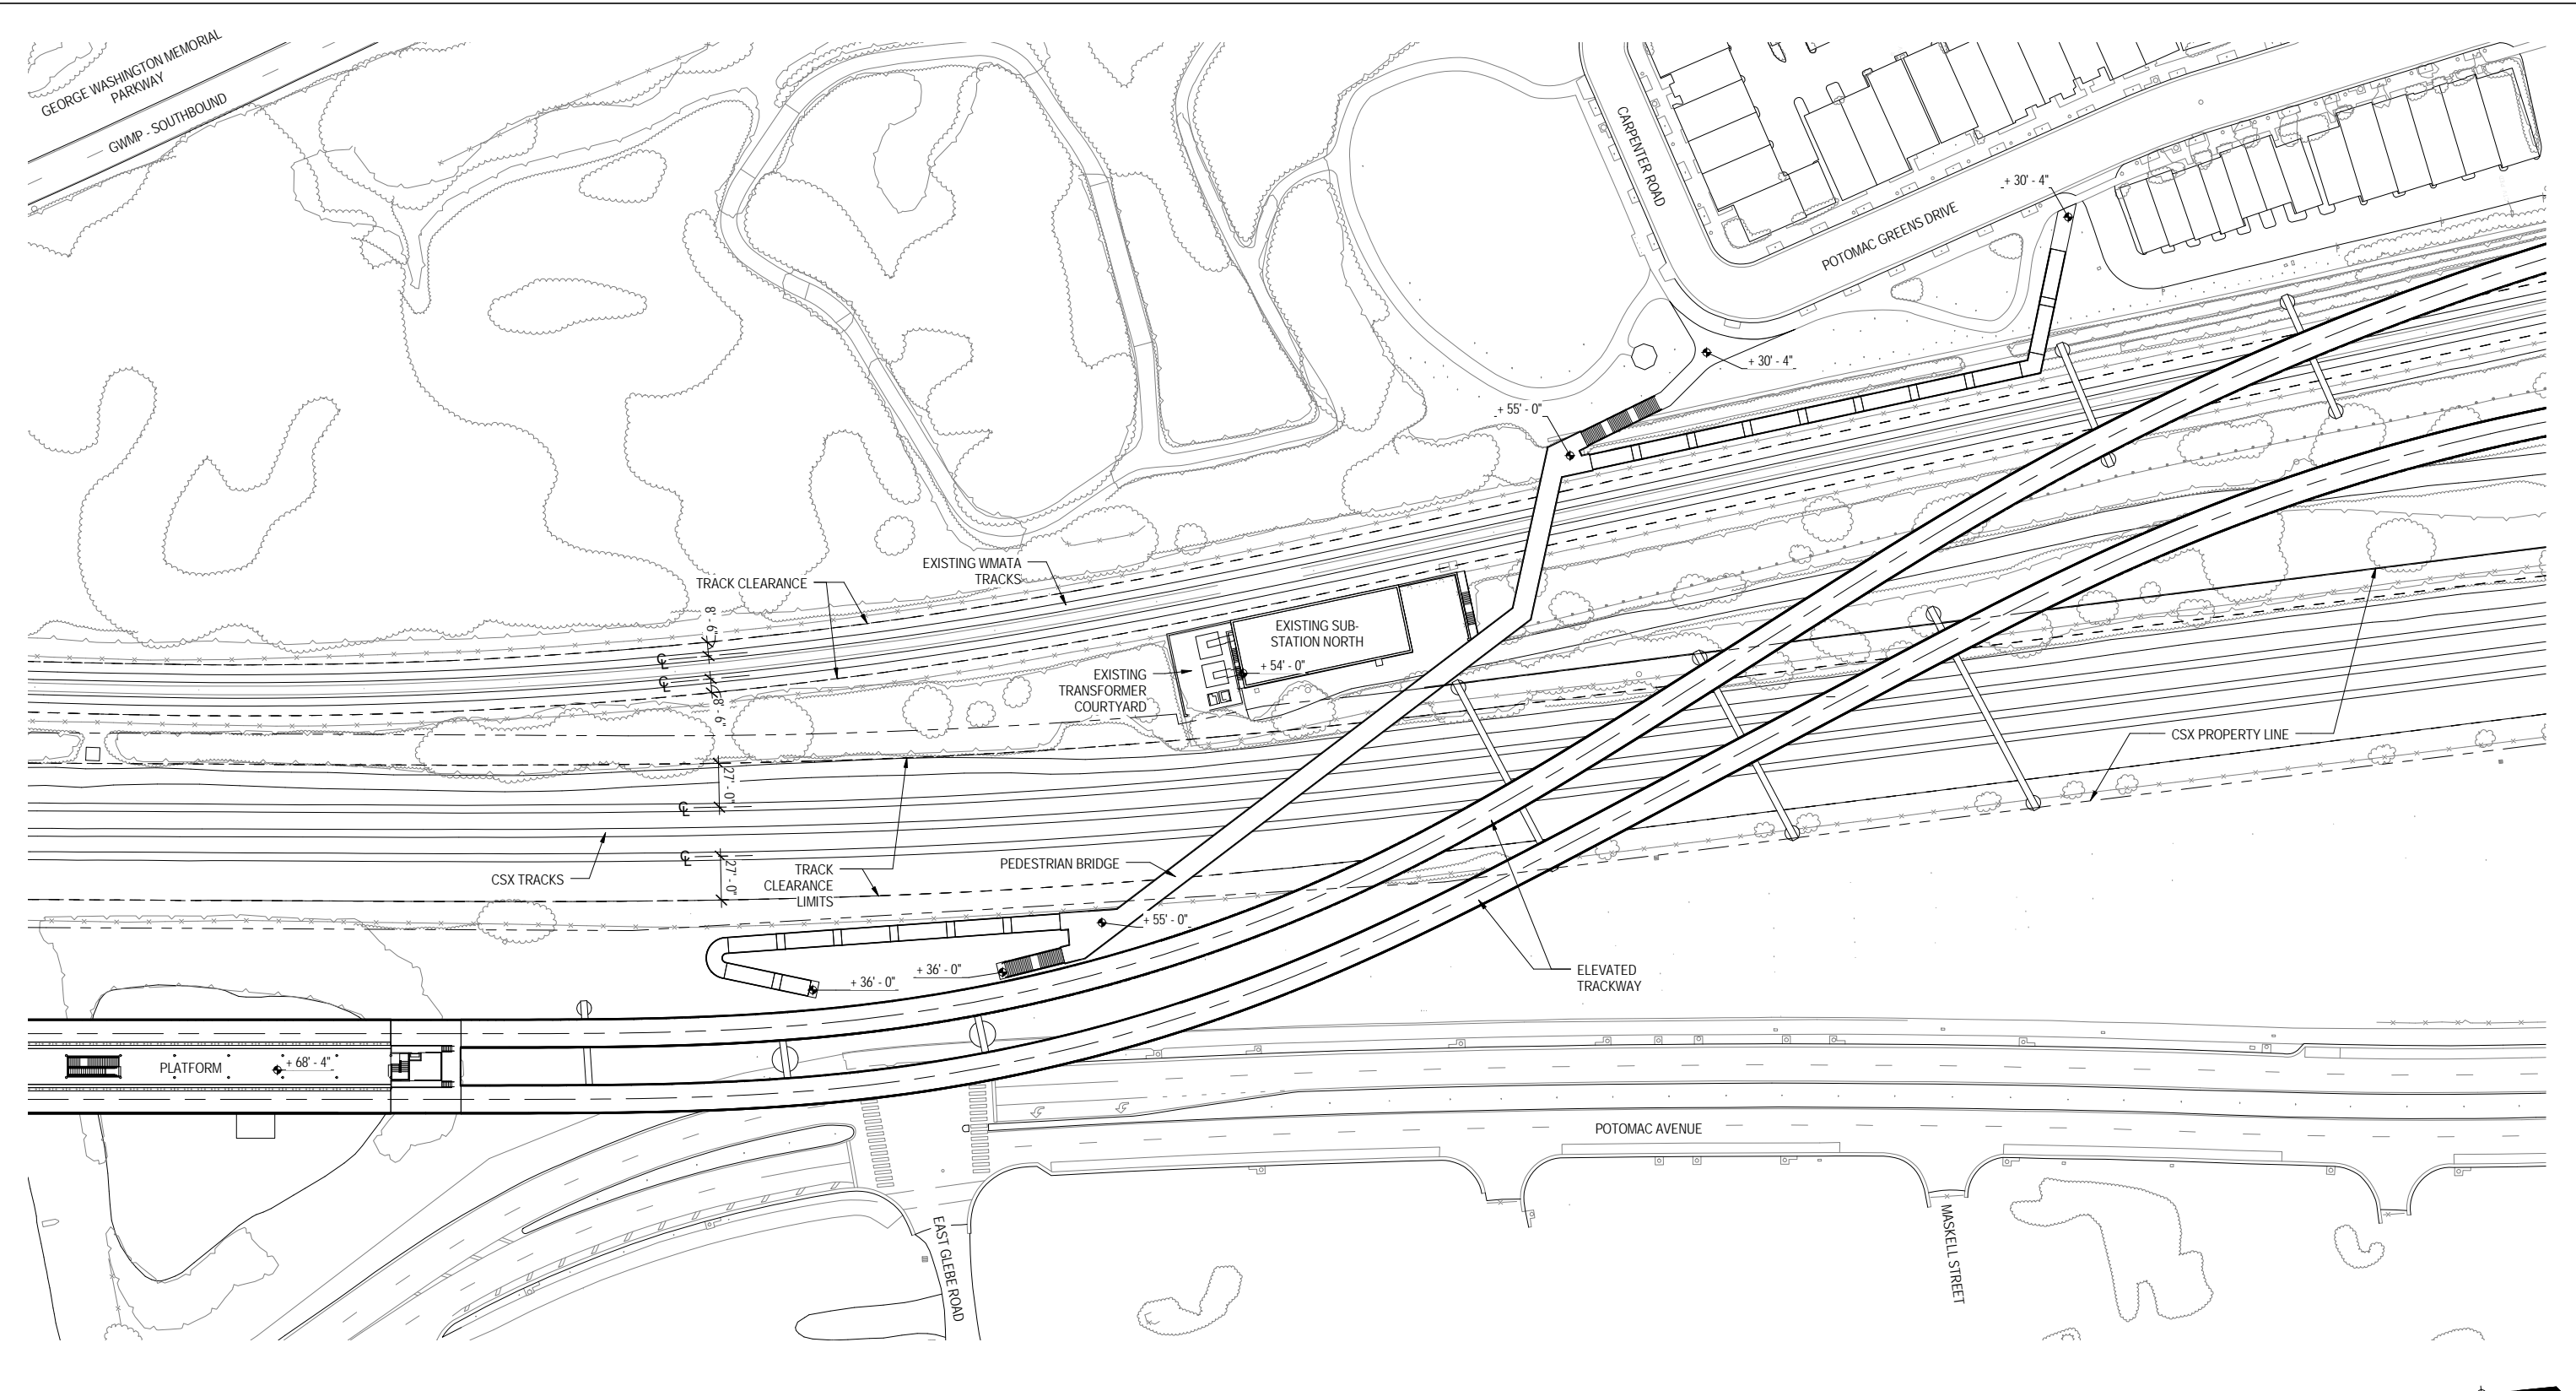 GEORGE WASHINGTON MEMORIAL
PARKWAY
GWMP - SOUTHBOUND
CARPENTER ROAD
+ 30' - 4"
POTOMAC GREENS DRIVE
+ 30' - 4"
+ 55' - 0"
EXISTING WMATA
TRACKS
TRACK CLEARANCE
8' - 6"
EXISTING SUB-
STATION NORTH
+ 54' - 0"
EXISTING
TRANSFORMER
COURTYARD
8' - 6"
CSX PROPERTY LINE
27' - 0"
CSX TRACKS
TRACK
CLEARANCE
LIMITS
PEDESTRIAN BRIDGE
27' - 0"
+ 55' - 0"
+ 36' - 0"
+ 36' - 0"
ELEVATED
TRACKWAY
PLATFORM
+ 68' - 4"
POTOMAC AVENUE
EAST GLEBE ROAD
MASKELL STREET